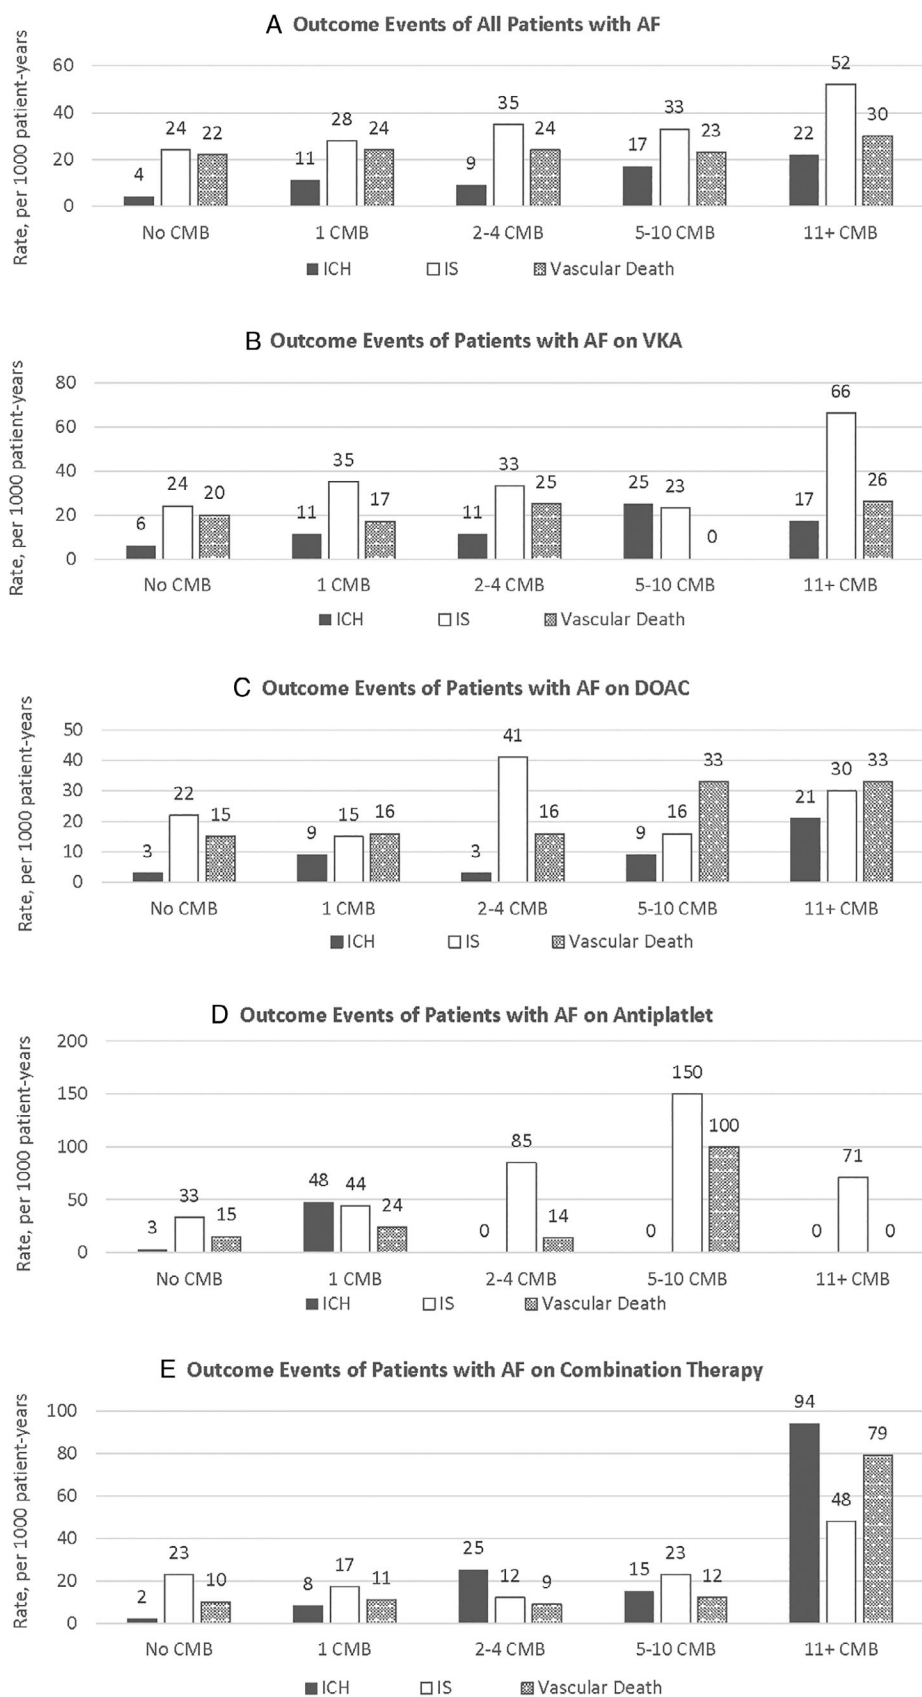 A Outcome Events of All Patients with AF
Rate, per 1000 patient-years
60
40
20
0
4 24 22
11 28 24
9 35 24
17 33 23
22 52 30
No CMB 1 CMB 2-4 CMB 5-10 CMB 11+ CMB
ICH IS Vascular Death
B Outcome Events of Patients with AF on VKA
Rate, per 1000 patient-years
80
60
40
20
0
6 24 20
11 35 17
11 33 25
25 23 0
17 66 26
No CMB 1 CMB 2-4 CMB 5-10 CMB 11+ CMB
ICH IS Vascular Death
C Outcome Events of Patients with AF on DOAC
Rate, per 1000 patient-years
50
40
30
20
10
0
3 22 15
9 15 16
3 41 16
9 16 33
21 30 33
No CMB 1 CMB 2-4 CMB 5-10 CMB 11+ CMB
ICH IS Vascular Death
D Outcome Events of Patients with AF on Antiplatlet
Rate, per 1000 patient-years
200
150
100
50
0
3 33 15
48 44 24
0 85 14
0 150 100
0 71 0
No CMB 1 CMB 2-4 CMB 5-10 CMB 11+ CMB
ICH IS Vascular Death
E Outcome Events of Patients with AF on Combination Therapy
Rate, per 1000 patient-years
100
80
60
40
20
0
2 23 10
8 17 11
25 12 9
15 23 12
94 48 79
No CMB 1 CMB 2-4 CMB 5-10 CMB 11+ CMB
ICH IS Vascular Death